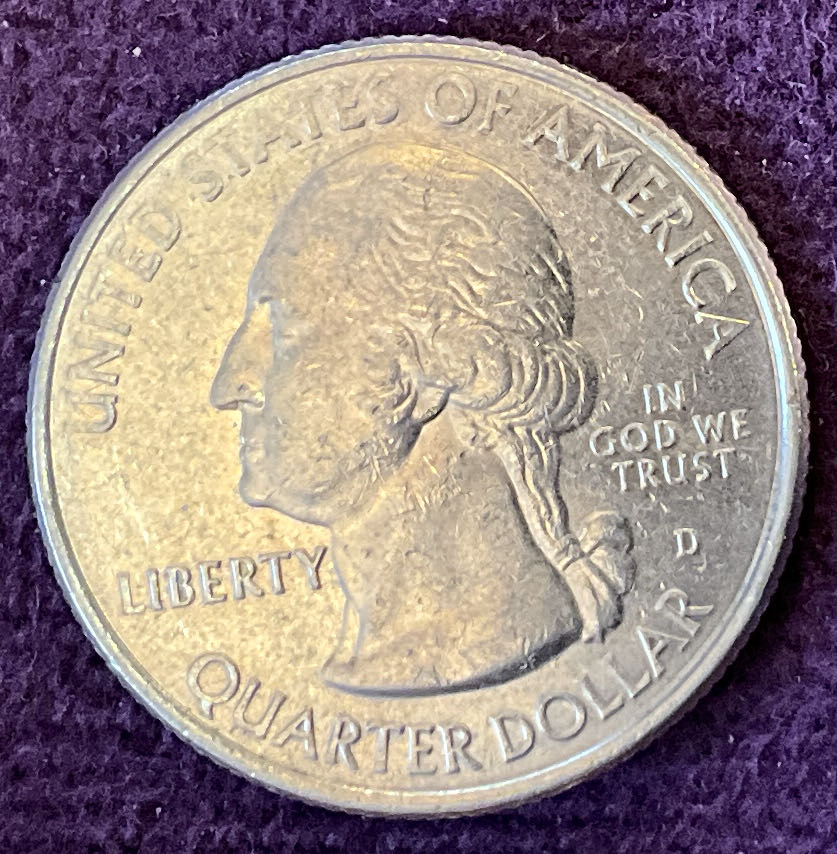 UNITED STATES OF AMERICA
IN
GOD WE
TRUST
D
LIBERTY
QUARTER DOLLAR